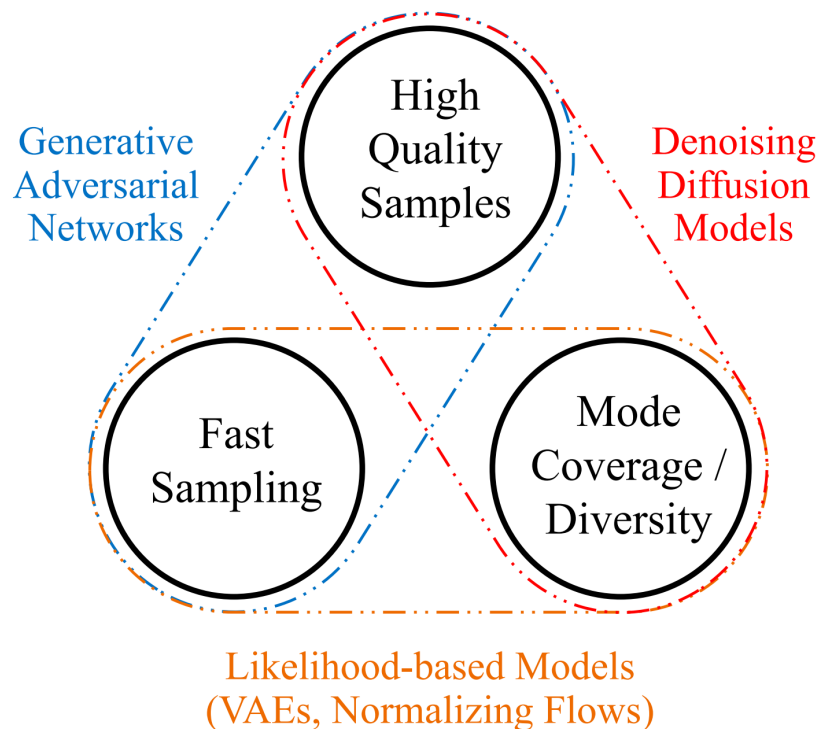 High
Quality
Samples
Generative
Adversarial
Networks
Denoising
Diffusion
Models
Fast
Sampling
Mode
Coverage /
Diversity
Likelihood-based Models
(VAEs, Normalizing Flows)